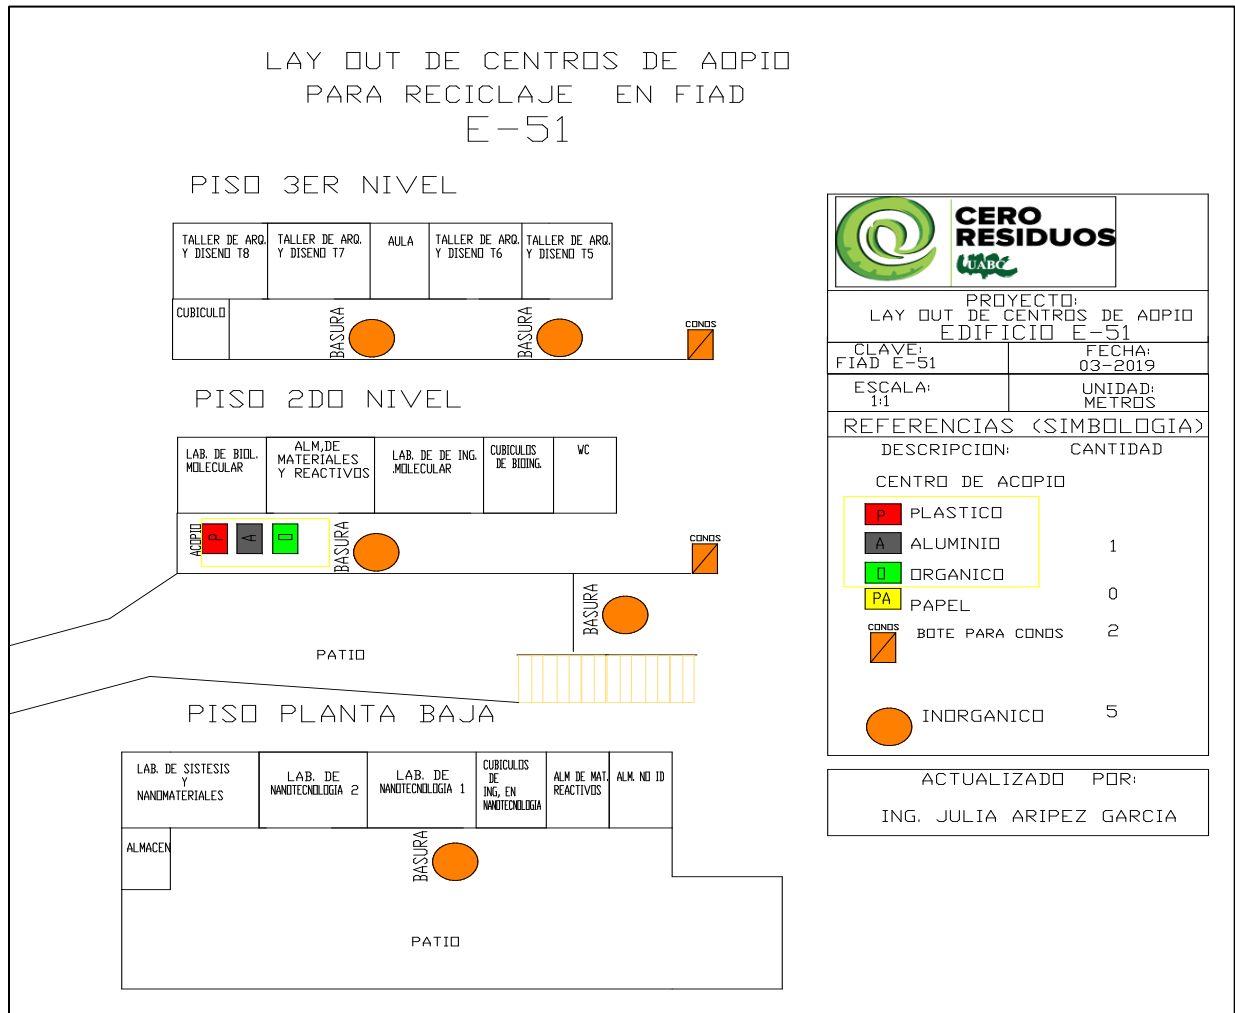 LAY OUT DE CENTROS DE AOPIO
PARA RECICLAJE EN FIAD
E-51
PISO 3ER NIVEL
TALLER DE ARQ.
Y DISENO T8
TALLER DE ARQ.
Y DISENO T7
AULA
TALLER DE ARQ.
Y DISENO T6
TALLER DE ARQ.
Y DISENO T5
CUBICULO
BASURA
BASURA
CONOS
PISO 2DO NIVEL
LAB. DE BIOL.
MOLECULAR
ALM,DE
MATERIALES
Y REACTIVOS
LAB. DE DE ING.
.MOLECULAR
CUBICULOS
DE BIOING.
WC
ACOPIO
P
A
O
BASURA
CONOS
BASURA
PATIO
PISO PLANTA BAJA
LAB. DE SISTESIS
Y
NANOMATERIALES
LAB. DE
NANOTECNOLOGIA 2
LAB. DE
NANOTECNOLOGIA 1
CUBICULOS
DE
ING, EN
NANOTECNOLOGIA
ALM DE MAT.
REACTIVOS
ALM. NO ID
ALMACEN
BASURA
PATIO
CERO
RESIDUOS
UABC
PROYECTO:
LAY OUT DE CENTROS DE AOPIO
EDIFICIO E-51
CLAVE:
FIAD E-51
FECHA:
03-2019
ESCALA:
1:1
UNIDAD:
METROS
REFERENCIAS (SIMBOLOGIA)
DESCRIPCION: CANTIDAD
CENTRO DE ACOPIO
P PLASTICO
A ALUMINIO 1
O ORGANICO
PA PAPEL 0
CONOS
BOTE PARA CONOS 2
INORGANICO 5
ACTUALIZADO POR:
ING. JULIA ARIPEZ GARCIA